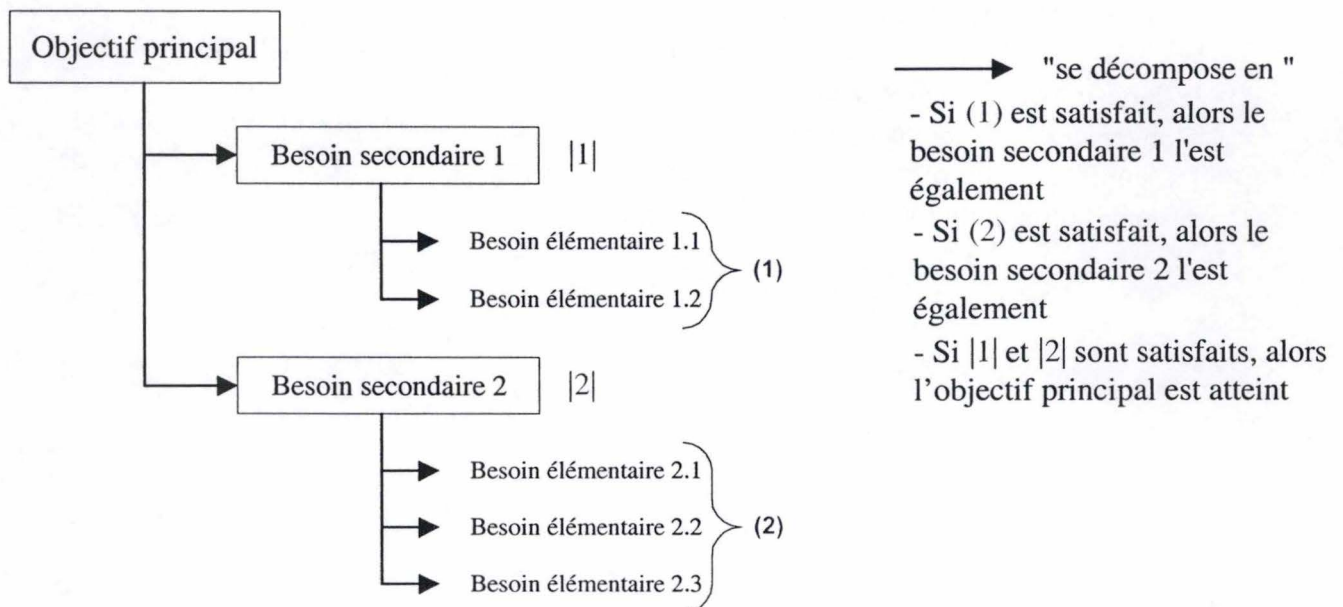 Objectif principal
Besoin secondaire 1 |1|
Besoin élémentaire 1.1
Besoin élémentaire 1.2
(1)
Besoin secondaire 2 |2|
Besoin élémentaire 2.1
Besoin élémentaire 2.2
Besoin élémentaire 2.3
(2)
"se décompose en "
- Si (1) est satisfait, alors le
besoin secondaire 1 l'est
également
- Si (2) est satisfait, alors le
besoin secondaire 2 l'est
également
- Si |1| et |2| sont satisfaits, alors
l’objectif principal est atteint